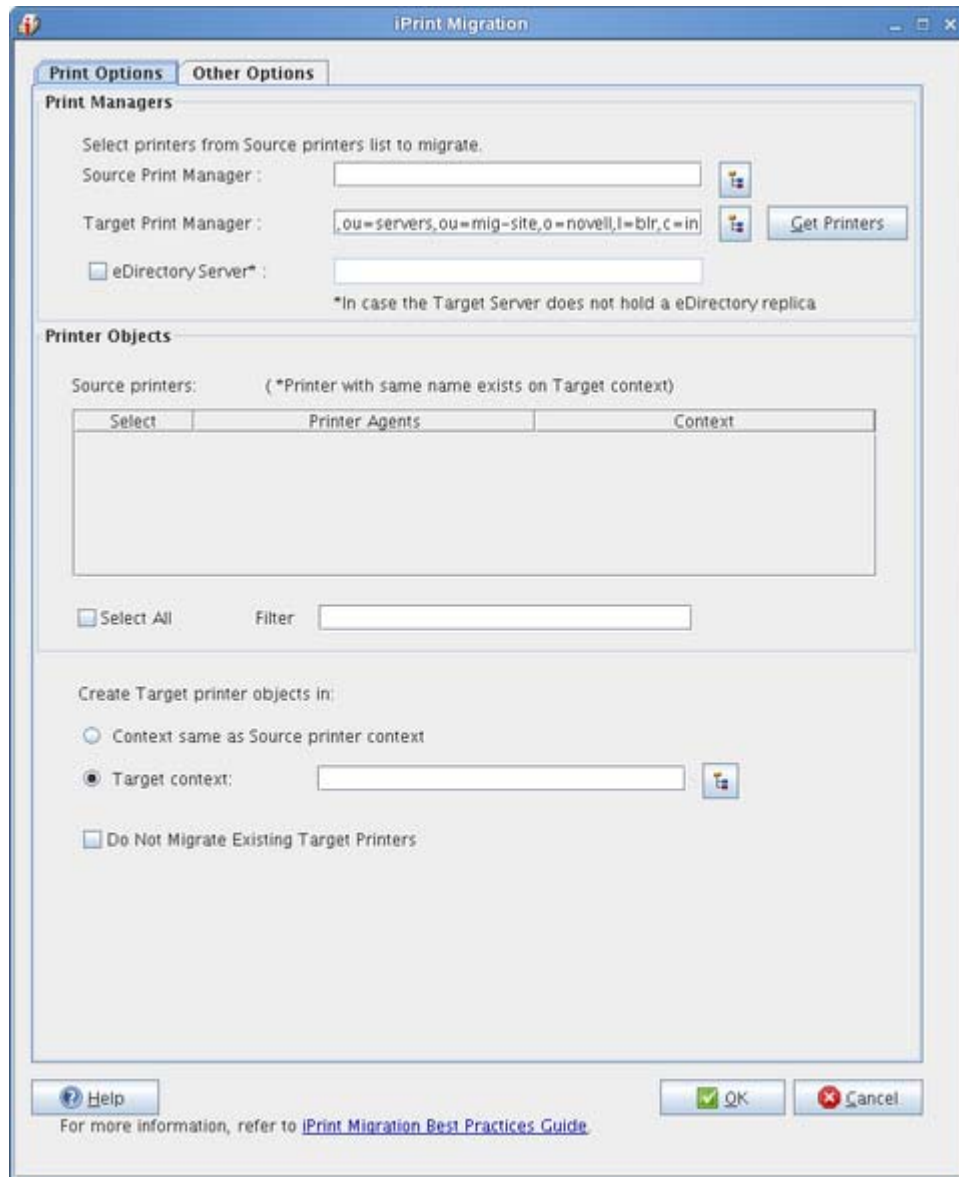 iPrint Migration
Print Options Other Options
Print Managers
Select printers from Source printers list to migrate.
Source Print Manager :
Target Print Manager : ,ou=servers,ou=mig-site,o=novell,l=blr,c=in Get Printers
eDirectory Server* :
*In case the Target Server does not hold a eDirectory replica
Printer Objects
Source printers: ( *Printer with same name exists on Target context)
Select Printer Agents Context
Select All Filter
Create Target printer objects in:
Context same as Source printer context
Target context:
Do Not Migrate Existing Target Printers
Help OK Cancel
For more information, refer to iPrint Migration Best Practices Guide.